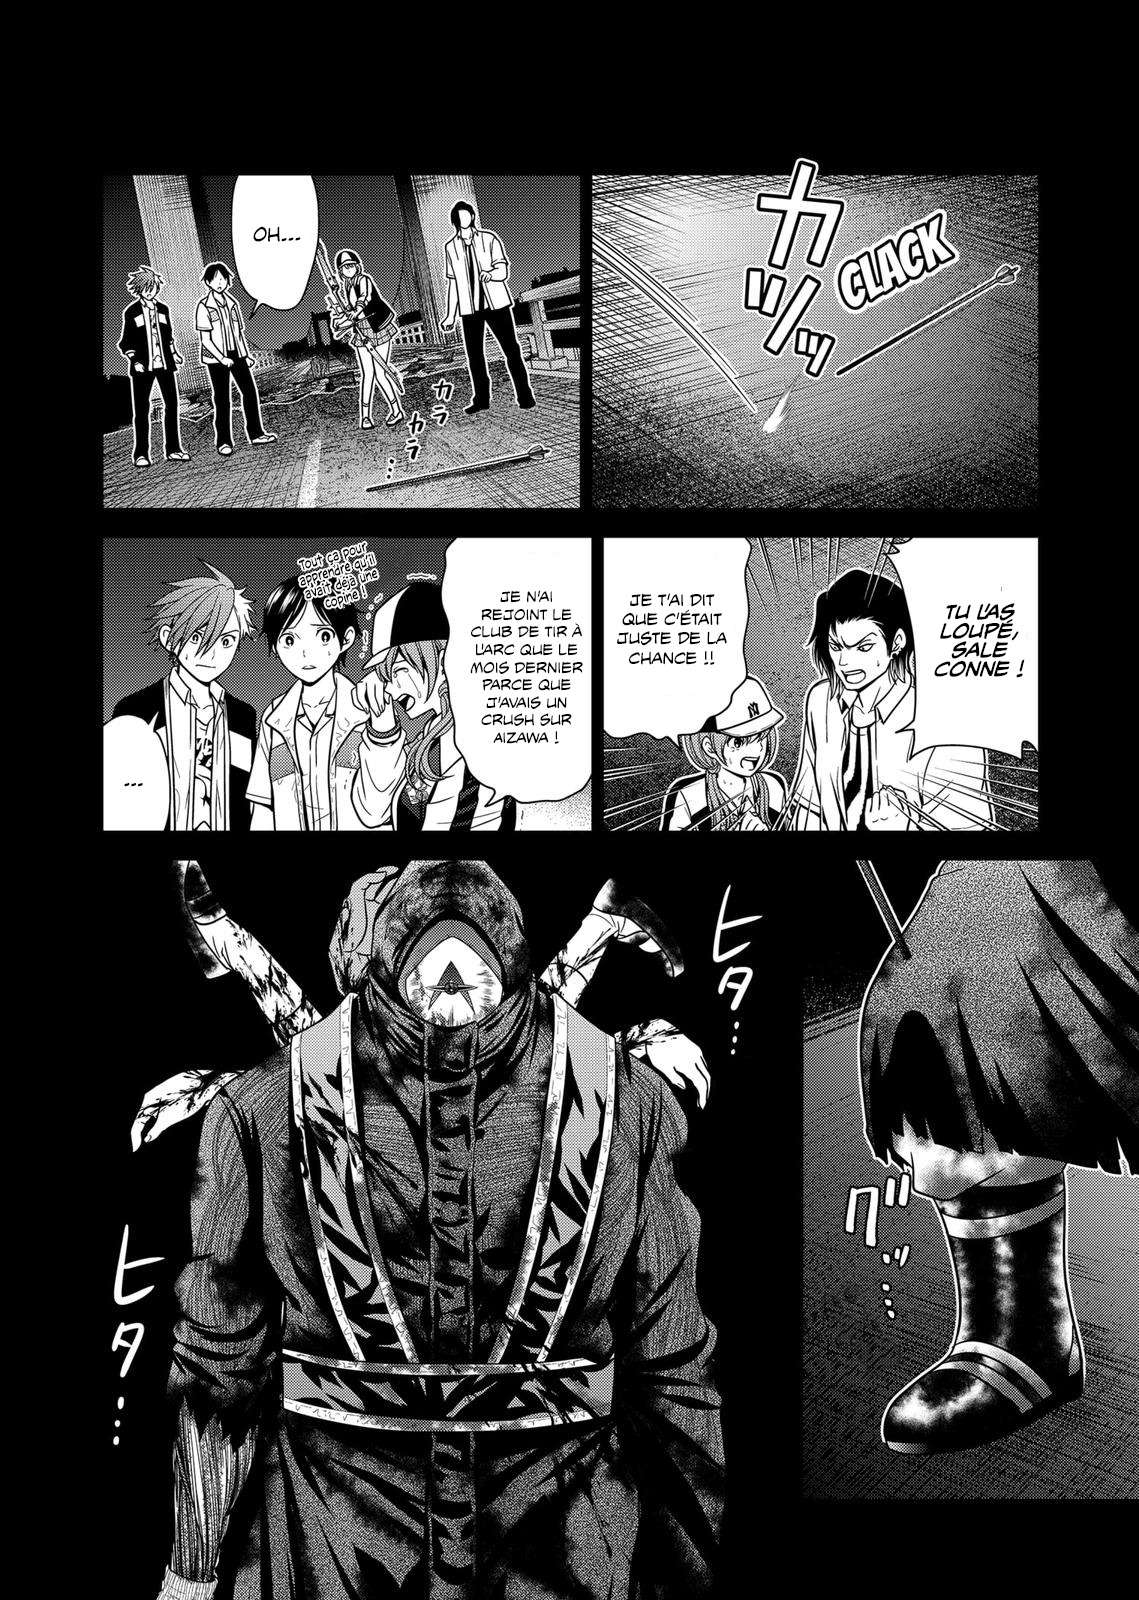 カッッ
CLACK
OH...
カラ
カラ
...
TU L'AS
LOUPÉ,
SALE
CONNE !
JE T'AI DIT
QUE C'ÉTAIT
JUSTE DE LA
CHANCE !!
JE N'AI
REJOINT LE
CLUB DE TIR À
L'ARC QUE LE
MOIS DERNIER
PARCE QUE
J'AVAIS UN
CRUSH SUR
AIZAWA !
Tout ça pour
apprendre qu'il
avait déjà une
copine !
...
グッ...
ヒタ...
ヒタ...